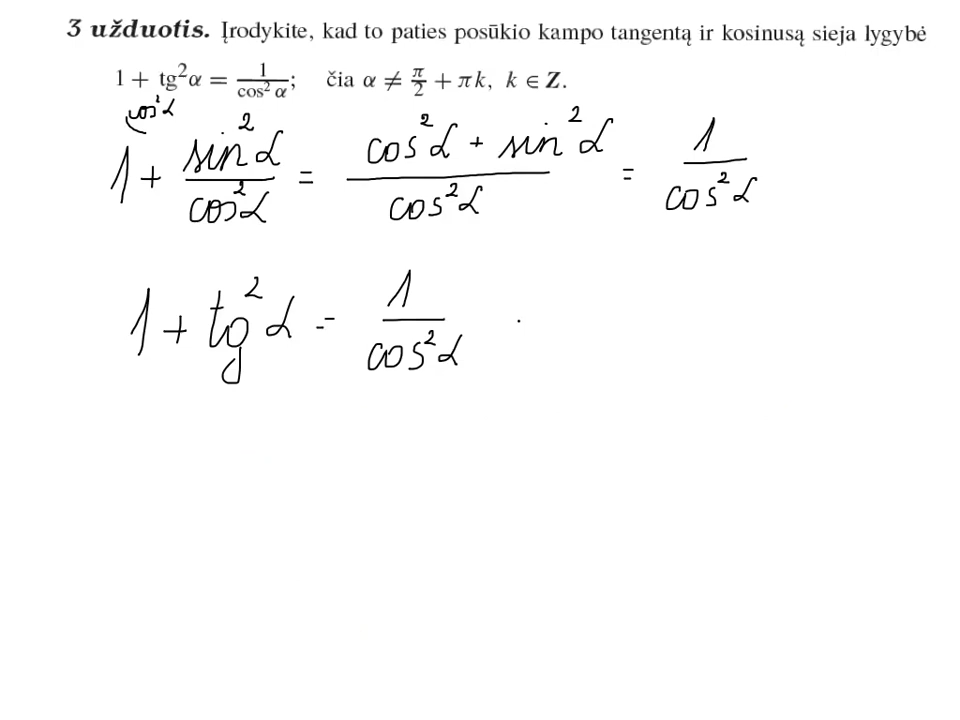 3 užduotis. Įrodykite, kad to paties posūkio kampo tangentą ir kosinusą sieja lygybė
1 + tg²α = 1/cos² α; čia α ≠ π/2 + πk, k ∈ Z.
cos²α
1 + sin²α/cos²α = (cos²α + sin²α)/cos²α = 1/cos²α
1 + tg²α = 1/cos²α